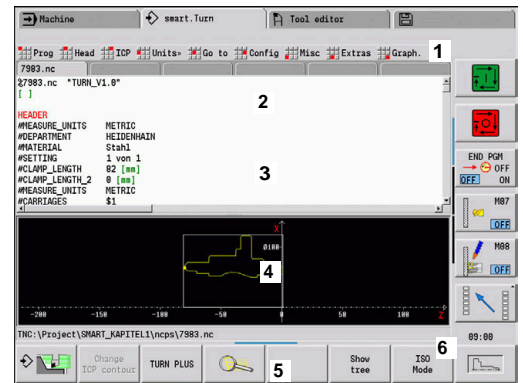 Machine smart.Turn Tool editor
Prog Head ICP Units» Go to Config Misc Extras Graph. 1
7983.nc
%7983.nc "TURN_V1.0"
[ ]
2
HEADER
#MEASURE_UNITS METRIC
#DEPARTMENT HEIDENHAIN
#MATERIAL Stahl
#SETTING 1 von 1
#CLAMP_LENGTH 82 [mm]
3
#CLAMP_LENGTH_2 0 [mm]
#MEASURE_UNITS METRIC
#CARRIAGES $1
END PGM
OFF
OFF ON
M07
OFF
M08
OFF
X
Ø100
4
-200 -150 -50 0 50 100 Z
TNC:\Project\SMART_KAPITEL1\ncps\7983.nc
09:00
Change
ICP contour
TURN PLUS
5
Show
tree
ISO
Mode
6